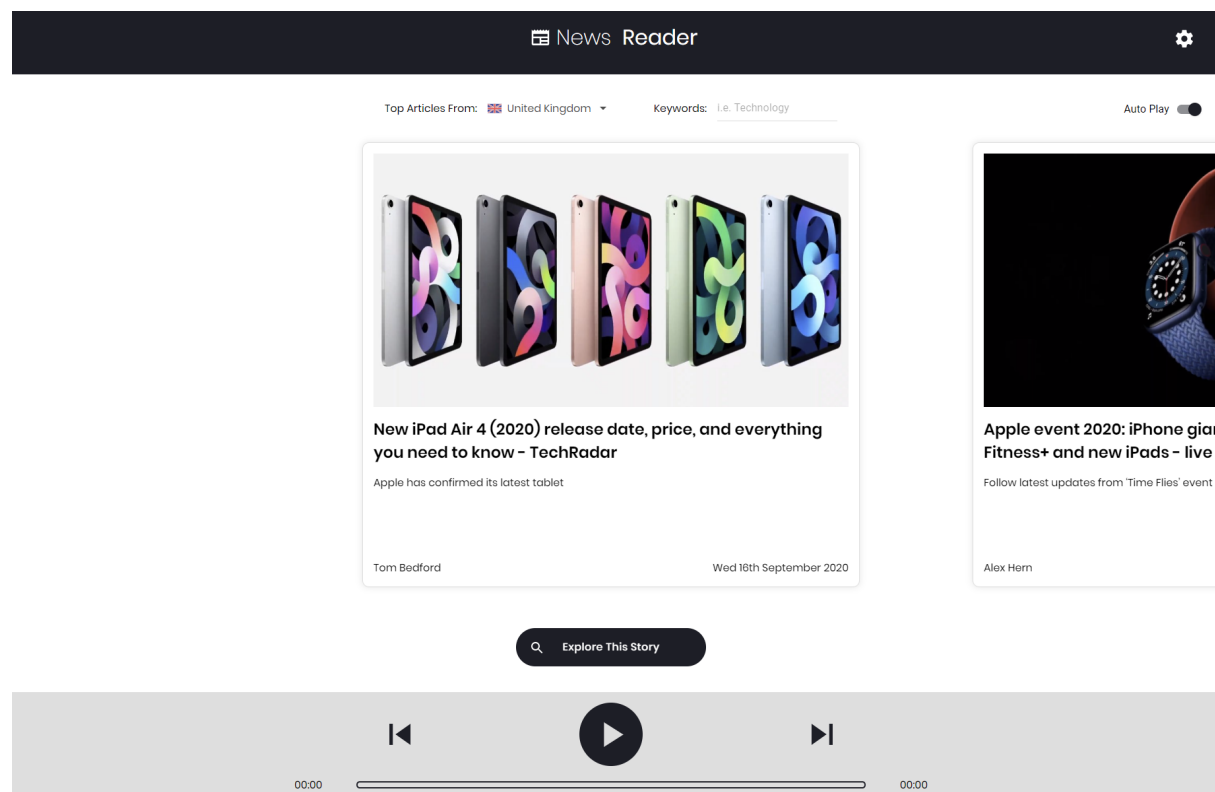 News Reader
Top Articles From: United Kingdom Keywords: i.e. Technology Auto Play
New iPad Air 4 (2020) release date, price, and everything
you need to know - TechRadar
Apple has confirmed its latest tablet
Tom Bedford Wed 16th September 2020
Apple event 2020: iPhone
Fitness+ and new iPads - live
Follow latest updates from 'Time Flies' event
Alex Hern
Explore This Story
00:00 00:00